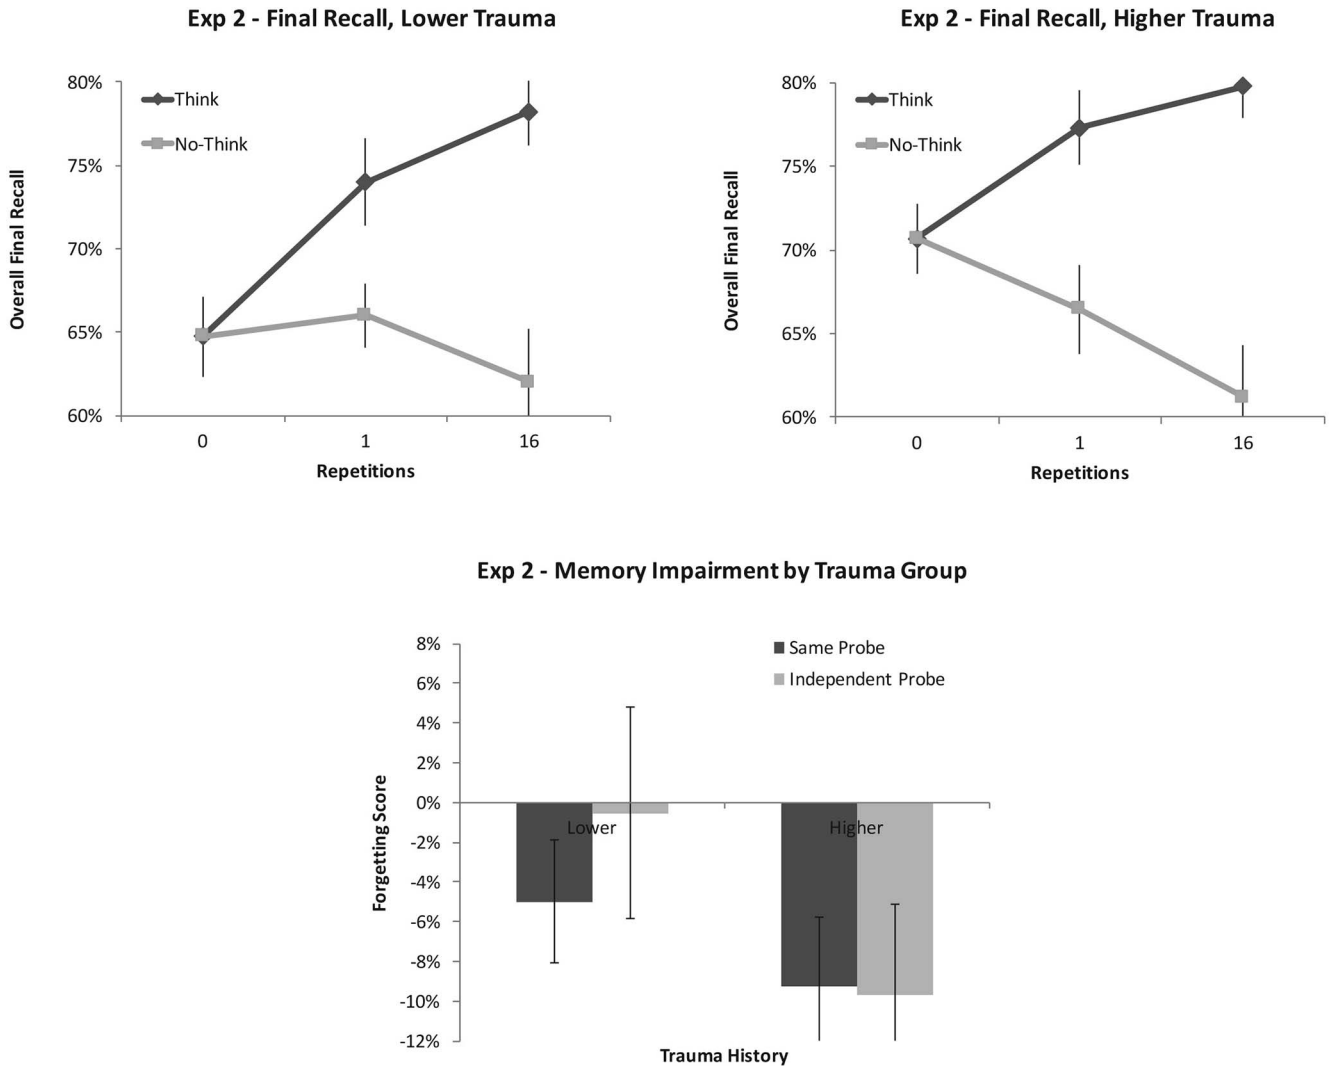 Exp 2 - Final Recall, Lower Trauma
80%
75%
70%
65%
60%
Overall Final Recall
Think
No-Think
0 1 16
Repetitions
Exp 2 - Final Recall, Higher Trauma
80%
75%
70%
65%
60%
Overall Final Recall
Think
No-Think
0 1 16
Repetitions
Exp 2 - Memory Impairment by Trauma Group
8%
6%
4%
2%
0%
-2%
-4%
-6%
-8%
-10%
-12%
Forgetting Score
Same Probe
Independent Probe
Lower Higher
Trauma History